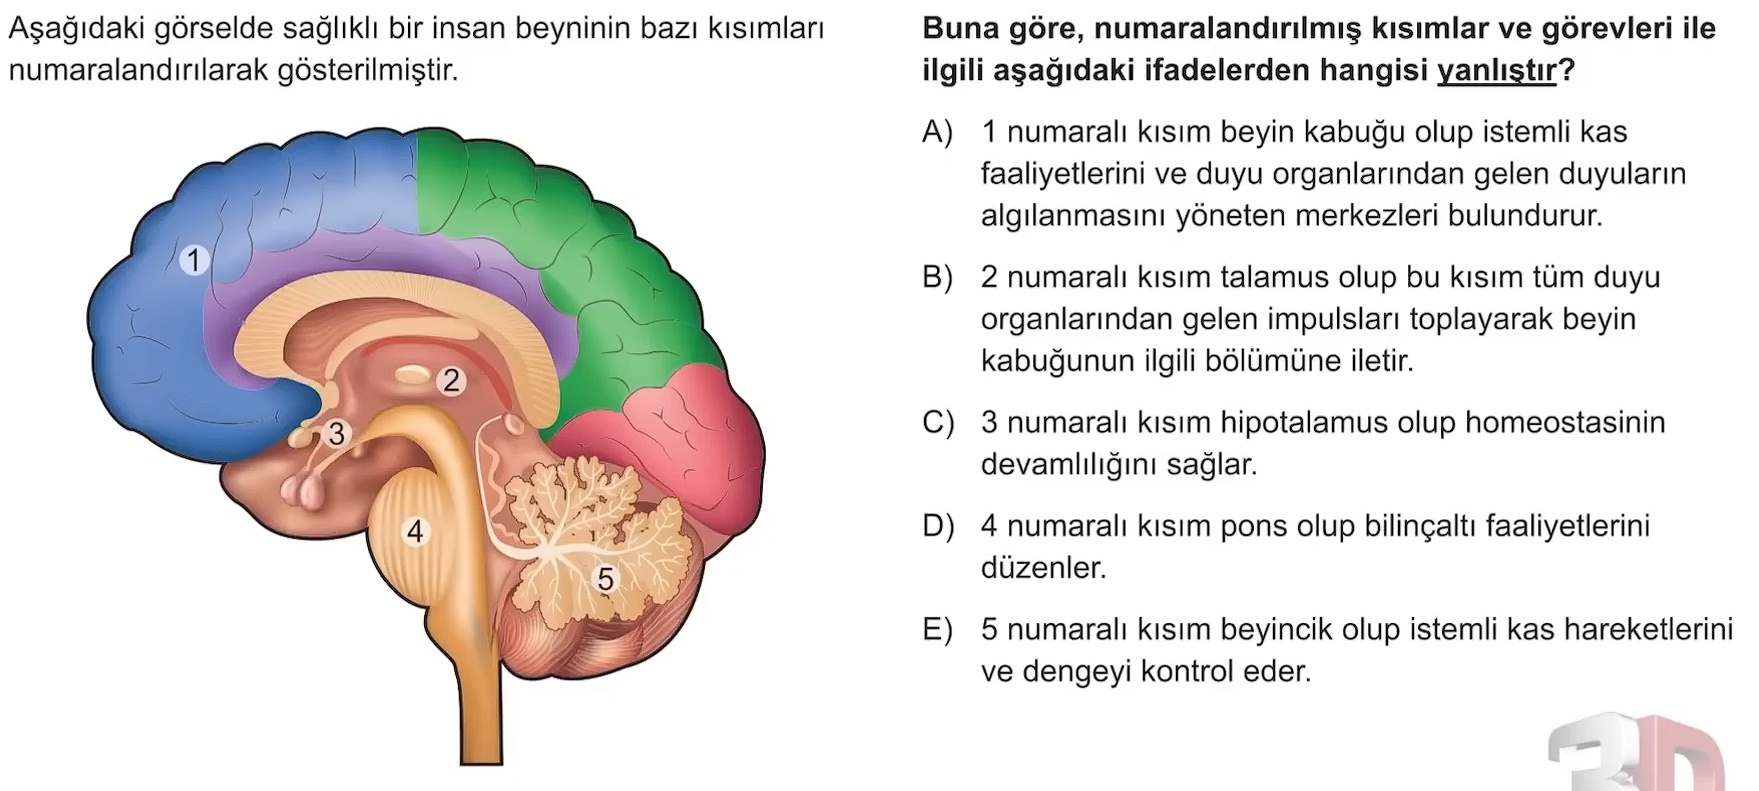 Aşağıdaki görselde sağlıklı bir insan beyninin bazı kısımları
numaralandırılarak gösterilmiştir.
1
2
3
4
5
Buna göre, numaralandırılmış kısımlar ve görevleri ile
ilgili aşağıdaki ifadelerden hangisi yanlıştır?
A) 1 numaralı kısım beyin kabuğu olup istemli kas
faaliyetlerini ve duyu organlarından gelen duyuların
algılanmasını yöneten merkezleri bulundurur.
B) 2 numaralı kısım talamus olup bu kısım tüm duyu
organlarından gelen impulsları toplayarak beyin
kabuğunun ilgili bölümüne iletir.
C) 3 numaralı kısım hipotalamus olup homeostasinin
devamlılığını sağlar.
D) 4 numaralı kısım pons olup bilinçaltı faaliyetlerini
düzenler.
E) 5 numaralı kısım beyincik olup istemli kas hareketlerini
ve dengeyi kontrol eder.
3D